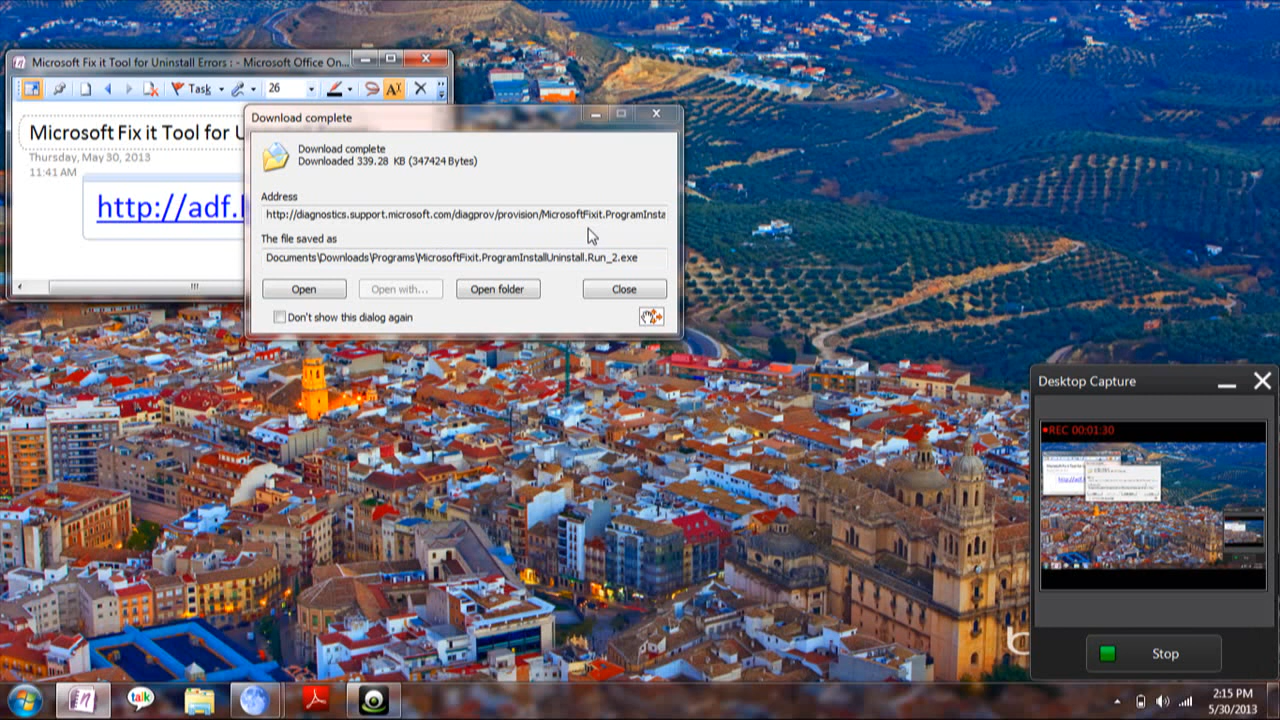 Microsoft Fix it Tool for Uninstall Errors : - Microsoft Office On...
Task
26
Microsoft Fix it Tool for U
Thursday, May 30, 2013
11:41 AM
http://adf.
Download complete
Download complete
Downloaded 339.28 KB (347424 Bytes)
Address
http://diagnostics.support.microsoft.com/diagprov/provision/MicrosoftFixit.ProgramInsta
The file saved as
Documents\Downloads\Programs\MicrosoftFixit.ProgramInstallUninstall.Run_2.exe
Open
Open with...
Open folder
Close
Don't show this dialog again
Desktop Capture
REC 00:01:30
Stop
talk
2:15 PM
5/30/2013